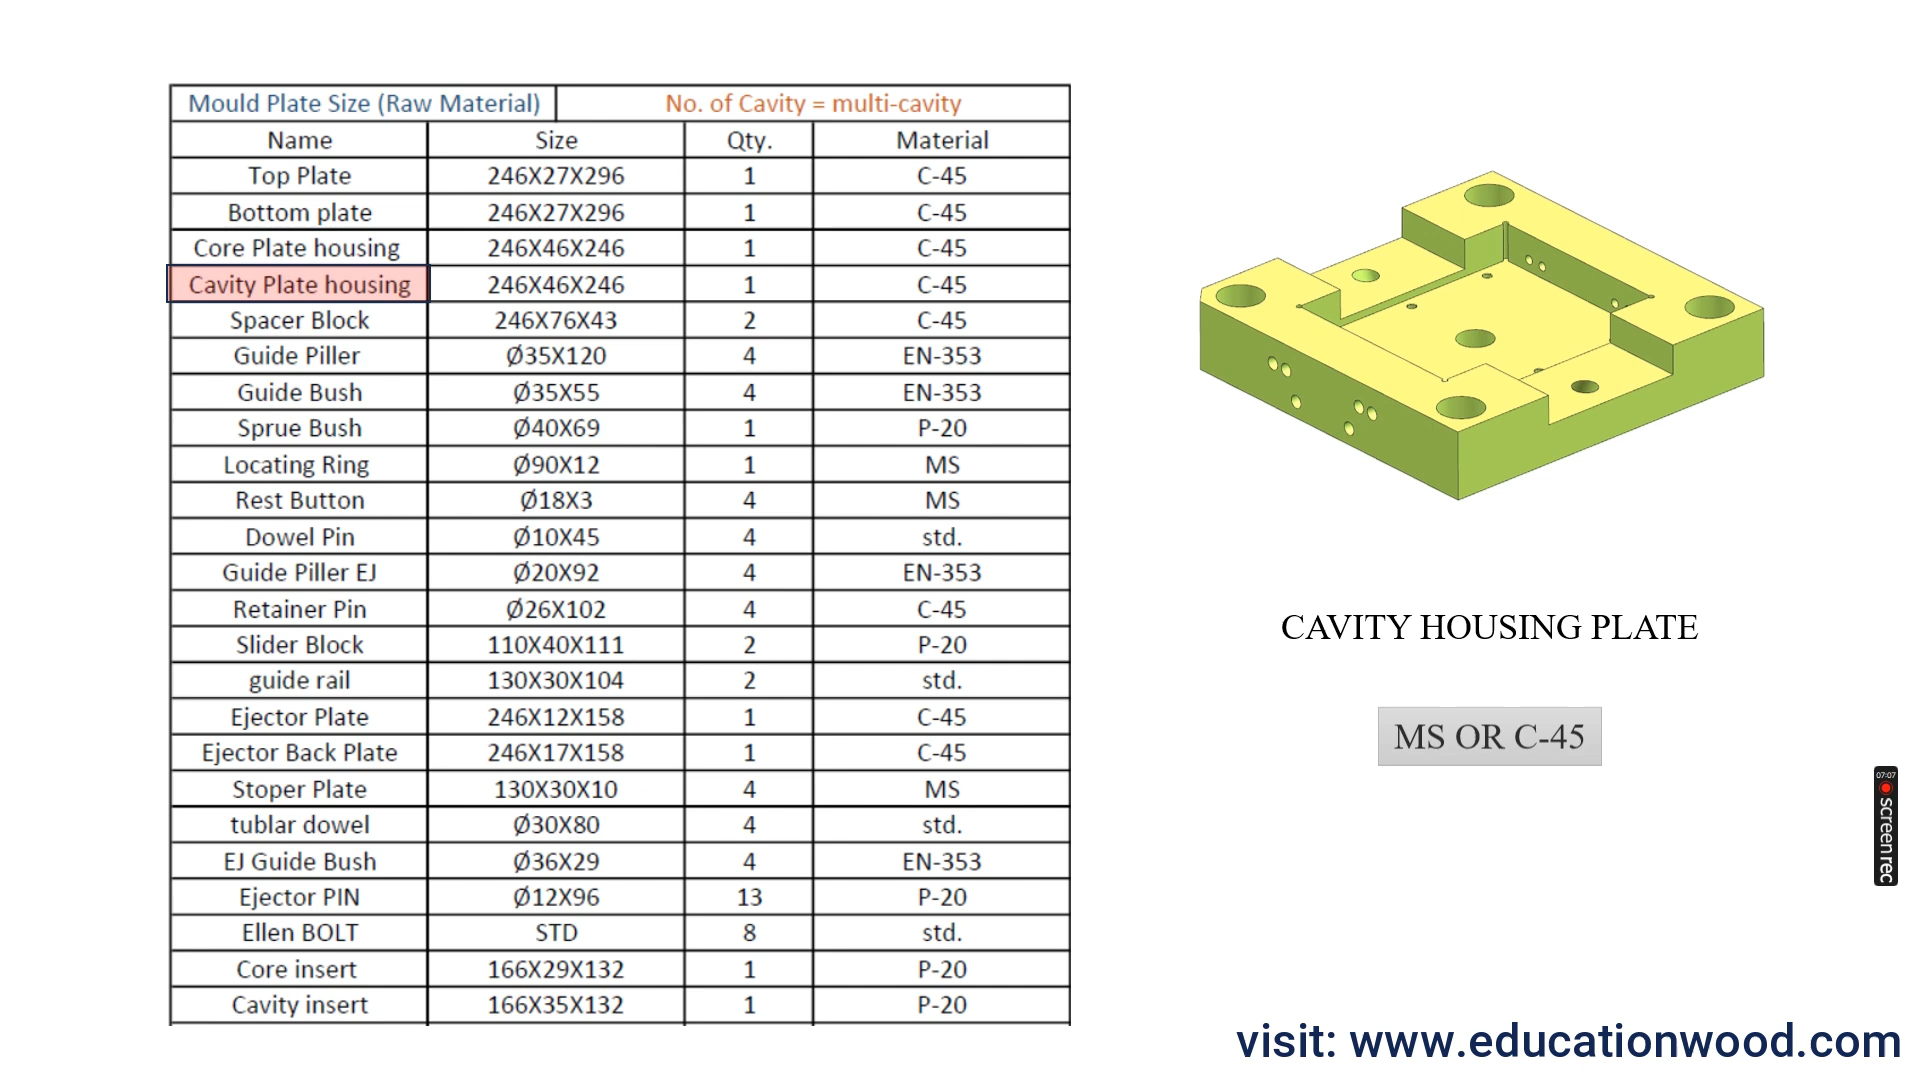 Mould Plate Size (Raw Material) No. of Cavity = multi-cavity
Name Size Qty. Material
Top Plate 246X27X296 1 C-45
Bottom plate 246X27X296 1 C-45
Core Plate housing 246X46X246 1 C-45
Cavity Plate housing 246X46X246 1 C-45
Spacer Block 246X76X43 2 C-45
Guide Piller Ø35X120 4 EN-353
Guide Bush Ø35X55 4 EN-353
Sprue Bush Ø40X69 1 P-20
Locating Ring Ø90X12 1 MS
Rest Button Ø18X3 4 MS
Dowel Pin Ø10X45 4 std.
Guide Piller EJ Ø20X92 4 EN-353
Retainer Pin Ø26X102 4 C-45
Slider Block 110X40X111 2 P-20
guide rail 130X30X104 2 std.
Ejector Plate 246X12X158 1 C-45
Ejector Back Plate 246X17X158 1 C-45
Stoper Plate 130X30X10 4 MS
tublar dowel Ø30X80 4 std.
EJ Guide Bush Ø36X29 4 EN-353
Ejector PIN Ø12X96 13 P-20
Ellen BOLT STD 8 std.
Core insert 166X29X132 1 P-20
Cavity insert 166X35X132 1 P-20
CAVITY HOUSING PLATE
MS OR C-45
07:07
screenrec
visit: www.educationwood.com